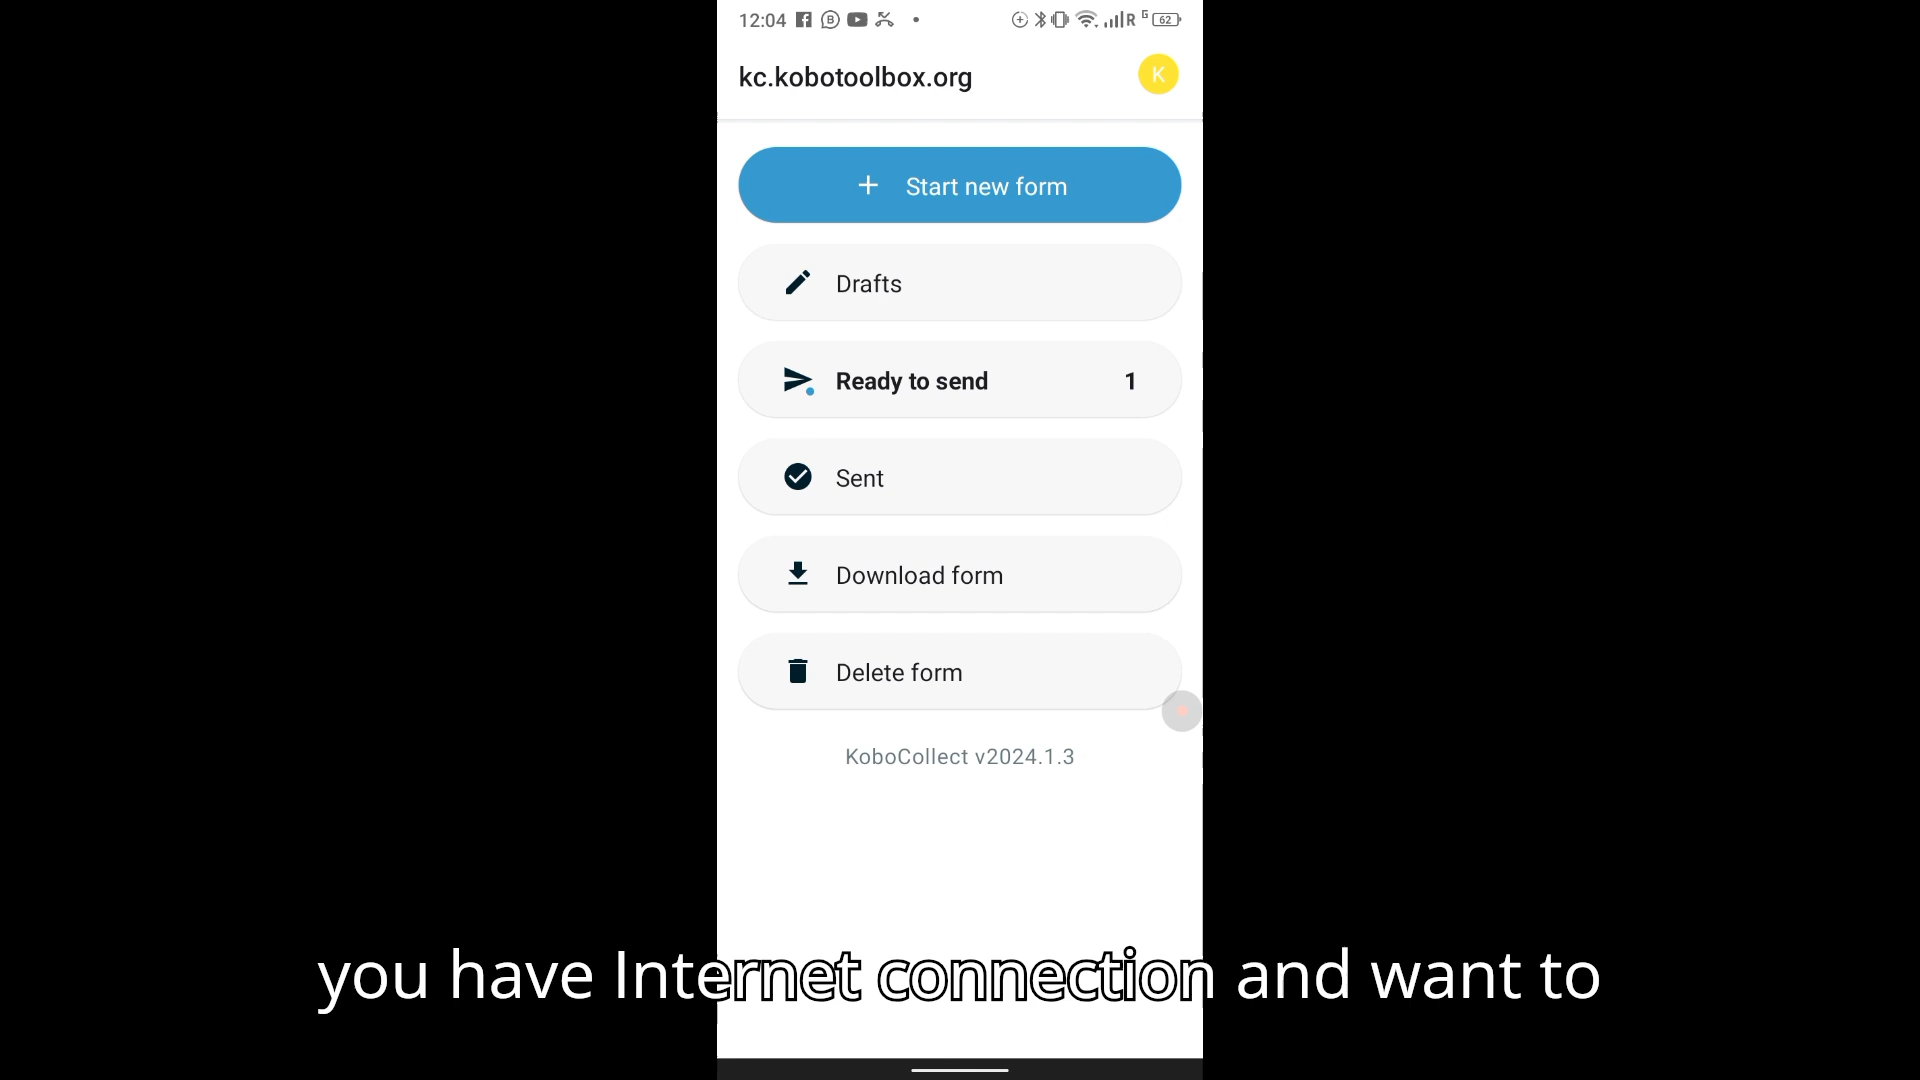 12:04
R G 62
kc.kobotoolbox.org
K
Start new form
Drafts
Ready to send 1
Sent
Download form
Delete form
KoboCollect v2024.1.3
you have Internet connection and want to